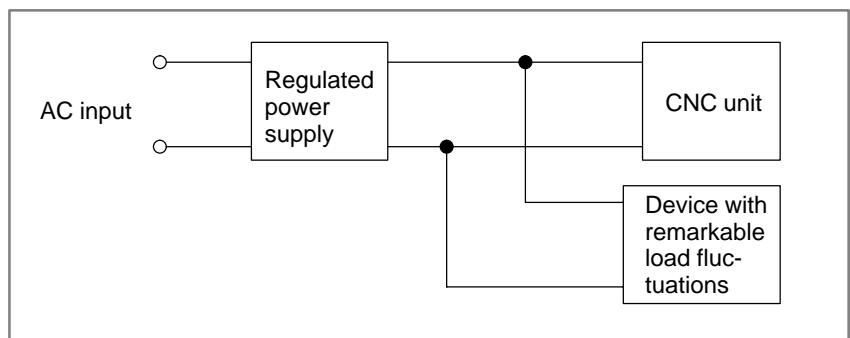 AC input
Regulated
power
supply
CNC unit
Device with
remarkable
load fluc-
tuations